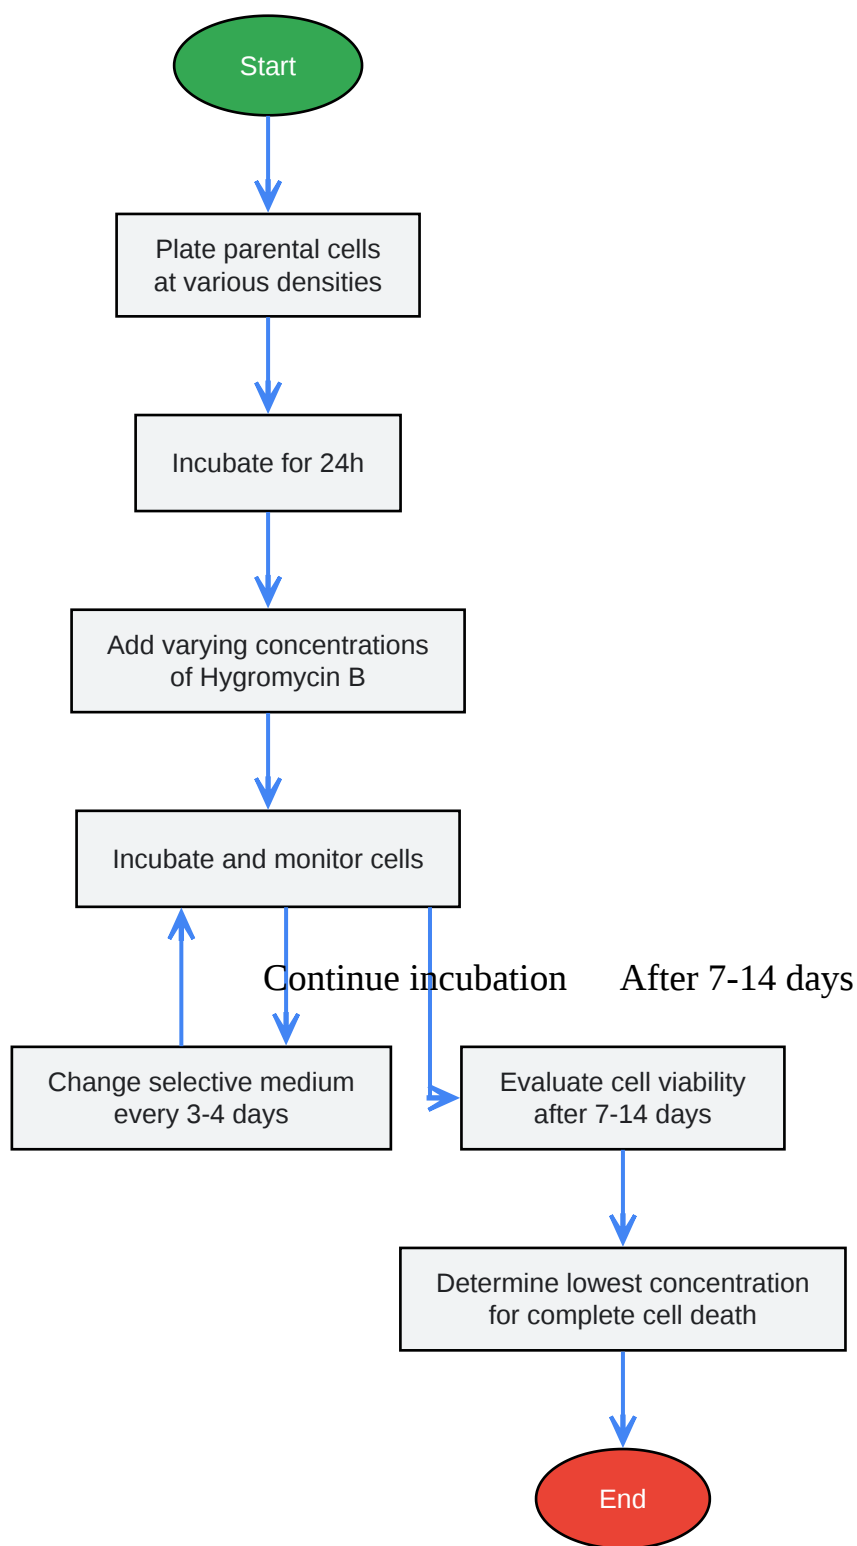 Start
Plate parental cells
at various densities
Incubate for 24h
Add varying concentrations
of Hygromycin B
Incubate and monitor cells
Continue incubation
After 7-14 days
Change selective medium
every 3-4 days
Evaluate cell viability
after 7-14 days
Determine lowest concentration
for complete cell death
End